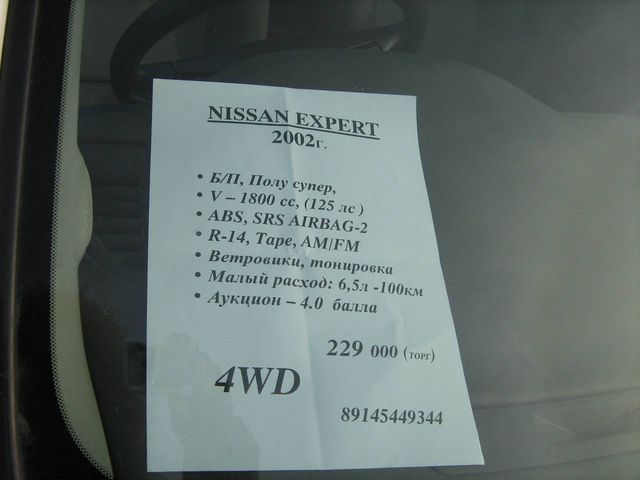 NISSAN EXPERT
2002г.
• Б/П, Полу супер,
• V – 1800 cc, (125 лс )
• ABS, SRS AIRBAG-2
• R-14, Tape, AM/FM
• Ветровики, тонировка
• Малый расход: 6,5л -100км
• Аукцион – 4.0 балла
229 000 (ТОРГ)
4WD
89145449344